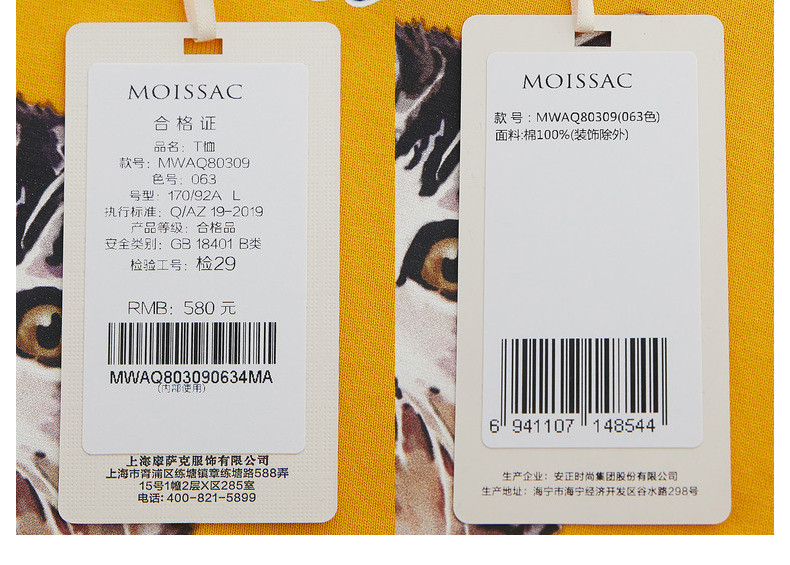 MOISSAC
合格证
品名：T恤
款号：MWAQ80309
色号：063
号型：170/92A L
执行标准：Q/AZ 19-2019
产品等级：合格品
安全类别：GB 18401 B类
检验工号：检29
RMB：580 元
MWAQ803090634MA
(内部使用)
上海摩萨克服饰有限公司
上海市青浦区练塘镇章练塘路588弄
15号1幢2层X区285室
电话：400-821-5899
MOISSAC
款 号：MWAQ80309(063色)
面料:棉100%(装饰除外)
6 941107 148544
生产企业：安正时尚集团股份有限公司
生产地址：海宁市海宁经济开发区谷水路298号